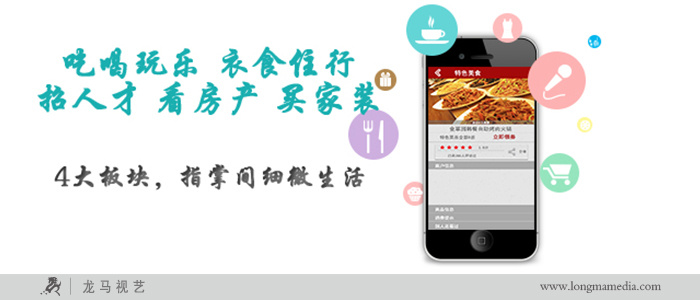 吃喝玩乐 衣食住行
招人才 看房产 买家装
4大板块，指掌间细微生活
特色美食
立即领券
龙马视艺
www.longmamedia.com